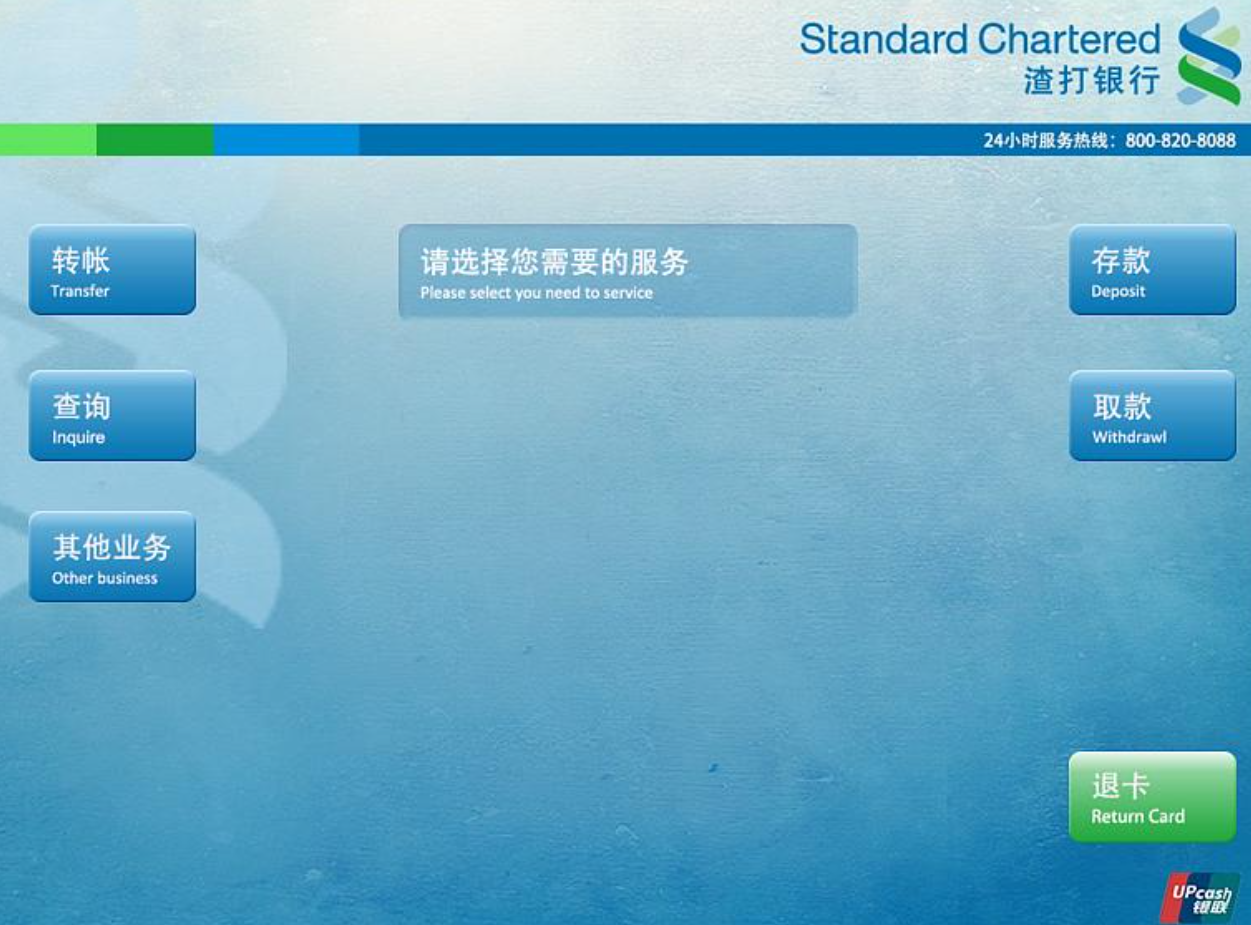 Standard Chartered
渣打银行
24小时服务热线：800-820-8088
转帐
Transfer
请选择您需要的服务
Please select you need to service
存款
Deposit
查询
Inquire
取款
Withdrawl
其他业务
Other business
退卡
Return Card
UPcash
银联